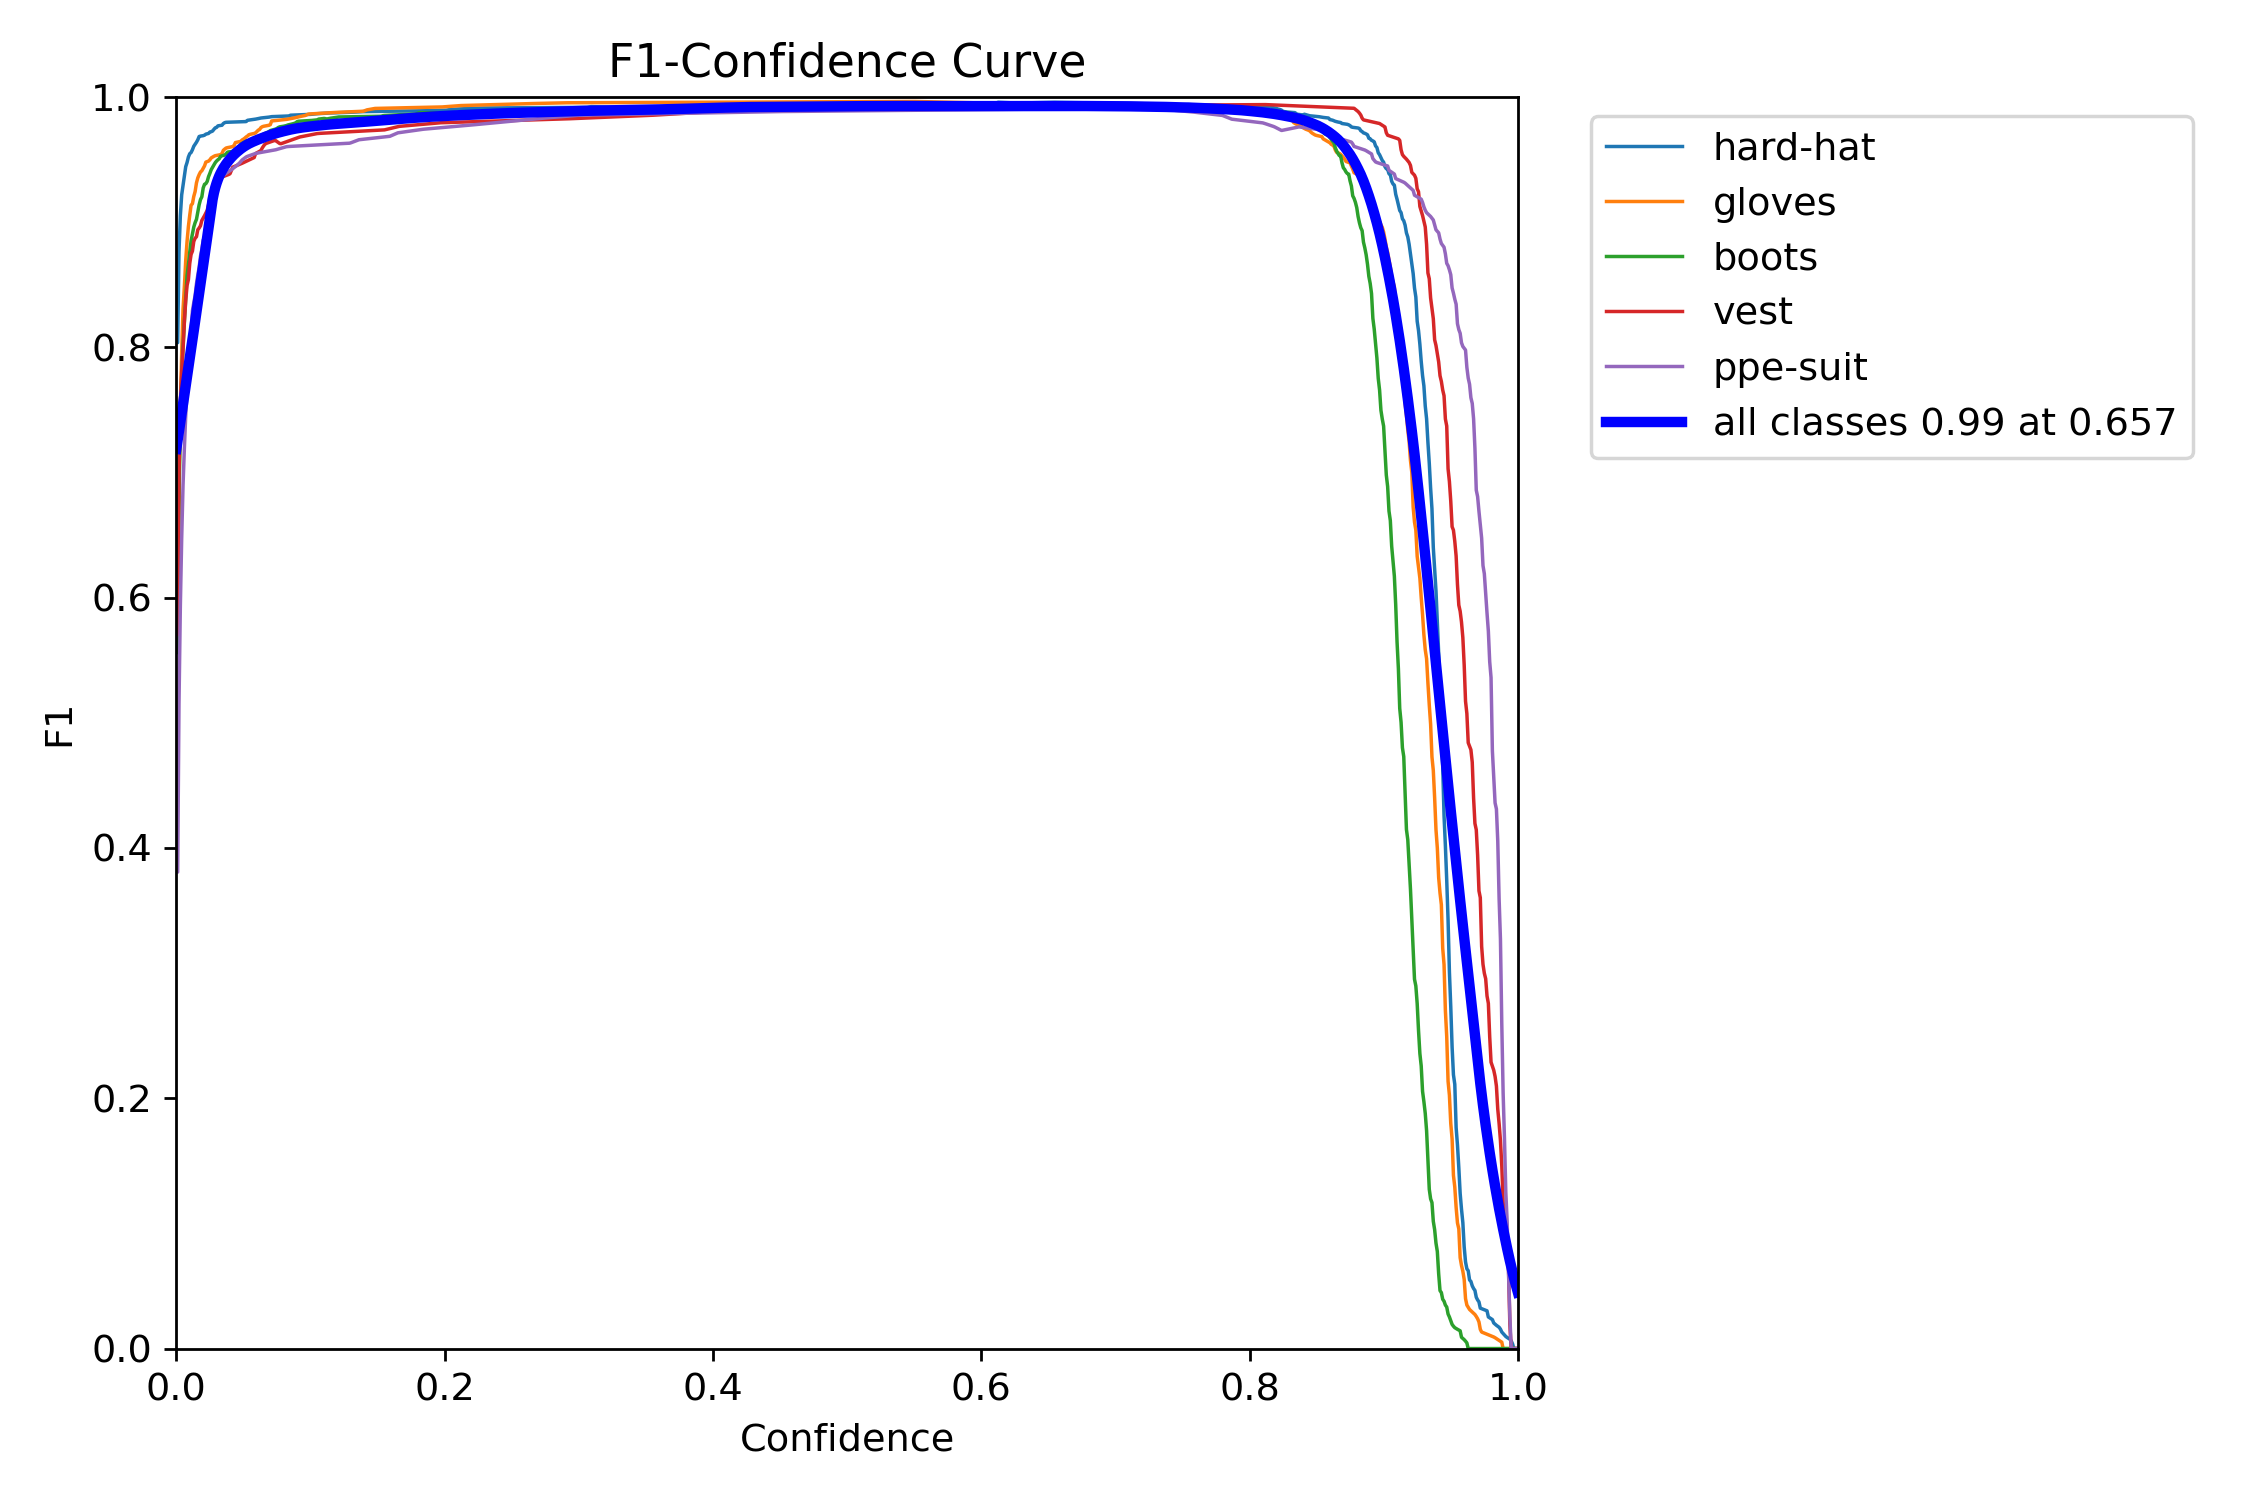 F1-Confidence Curve
1.0
0.8
0.6
0.4
0.2
0.0
F1
0.0 0.2 0.4 0.6 0.8 1.0
Confidence
hard-hat
gloves
boots
vest
ppe-suit
all classes 0.99 at 0.657